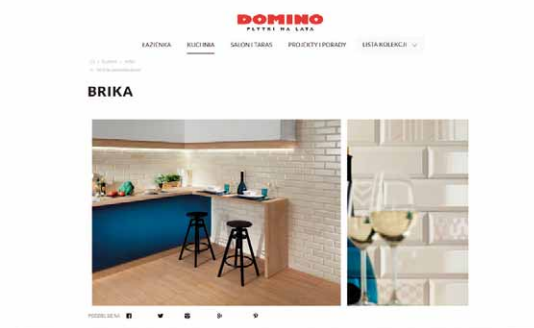 DOMINO
PŁYTKI NA LATA
ŁAZIENKA KUCHNIA SALON I TARAS PROJEKTY I PORADY LISTA KOLEKCJI
BRIKA